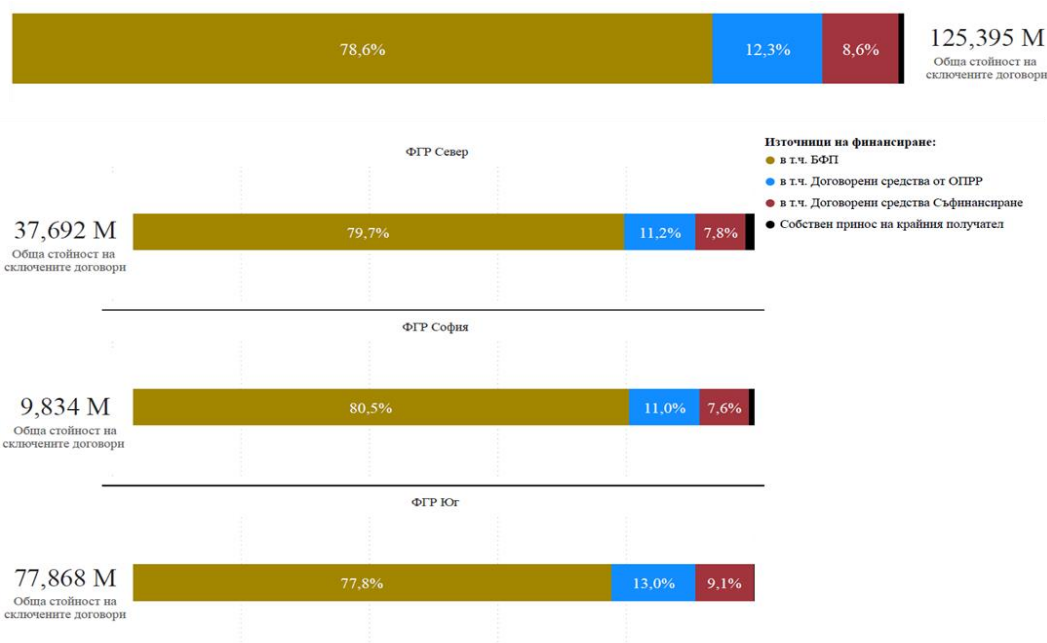 78,6%
12,3%
8,6%
125,395 M
Обща стойност на
сключените договори
Източници на финансиране:
в т.ч. БФП
в т.ч. Договорени средства от ОПРР
в т.ч. Договорени средства Съфинансиране
Собствен принос на крайния получател
ФГР Север
37,692 M
Обща стойност на
сключените договори
79,7%
11,2%
7,8%
ФГР София
9,834 M
Обща стойност на
сключените договори
80,5%
11,0%
7,6%
ФГР Юг
77,868 M
Обща стойност на
сключените договори
77,8%
13,0%
9,1%